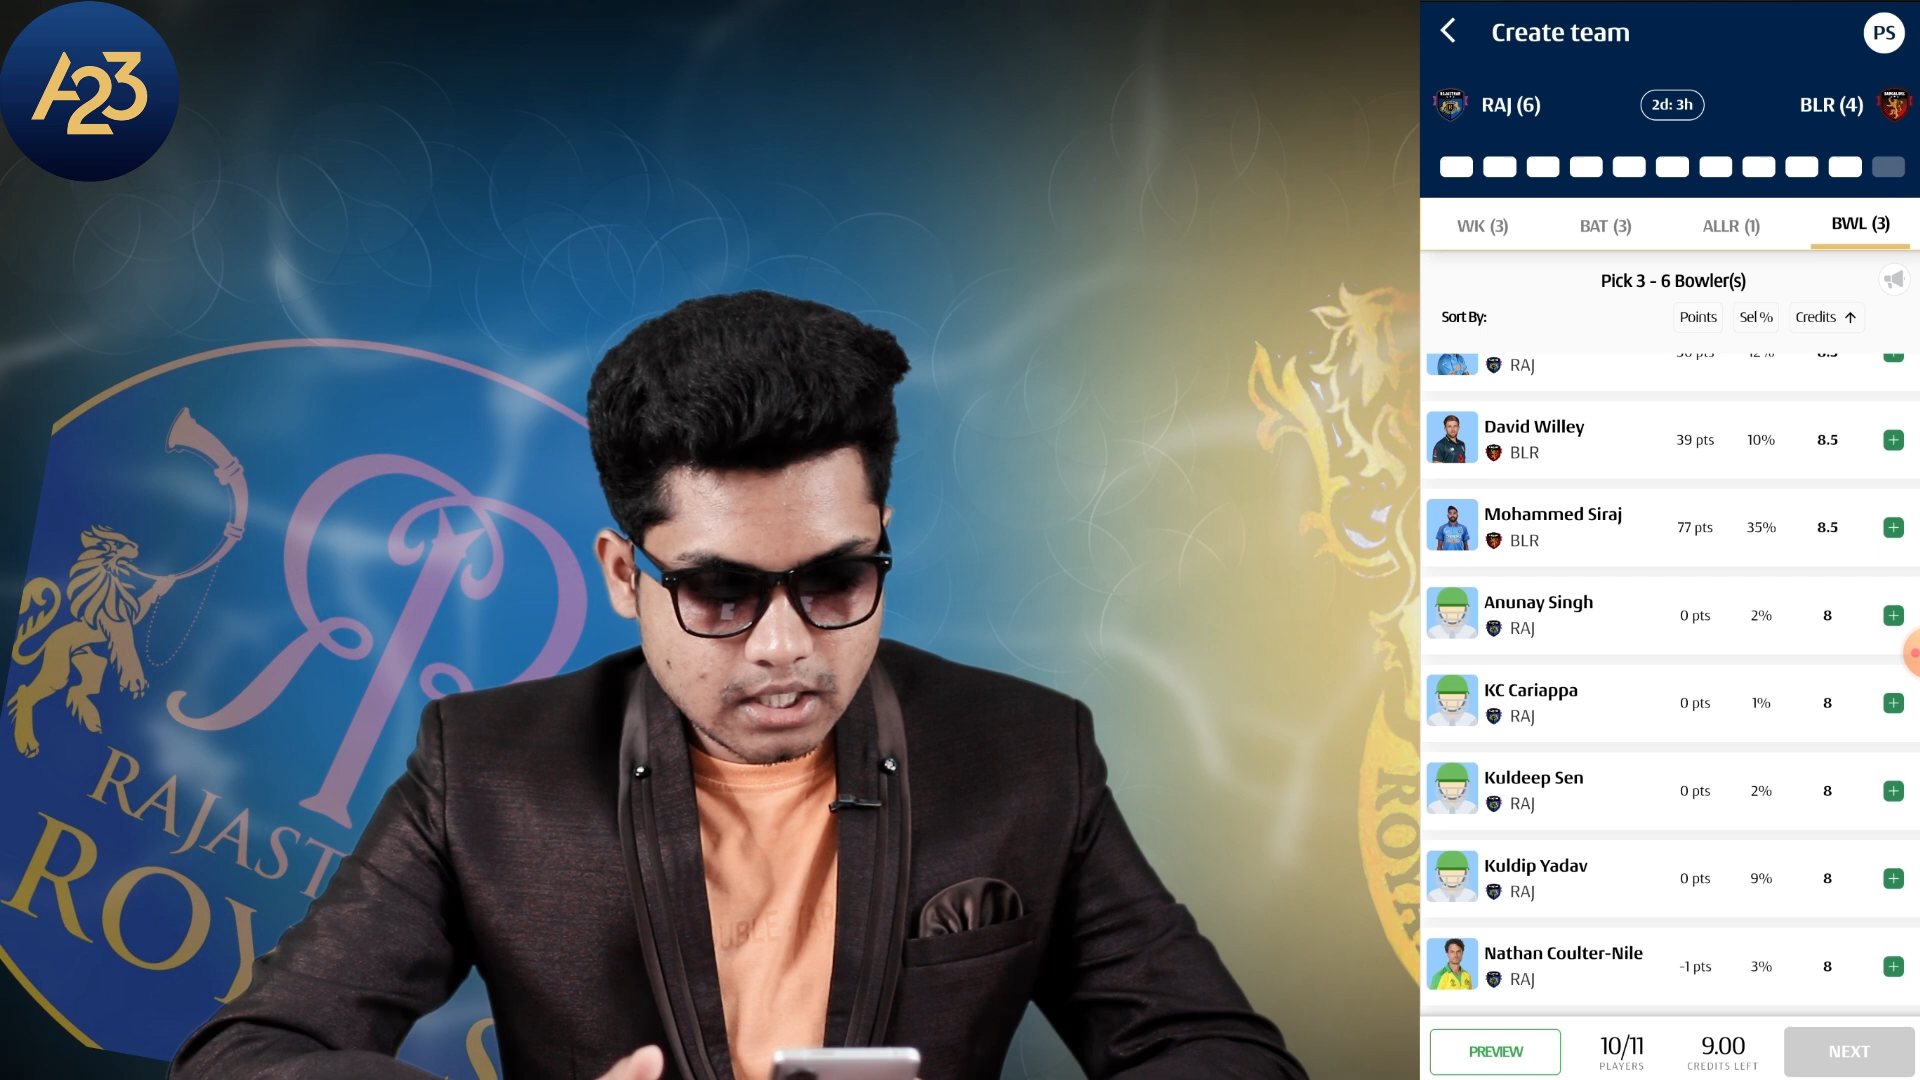 A23
RAJAST
ROY
ROYA
Create team
PS
RAJ (6)
2d: 3h
BLR (4)
WK (3)
BAT (3)
ALLR (1)
BWL (3)
Pick 3 - 6 Bowler(s)
Sort By:
Points
Sel %
Credits ↑
RAJ
David Willey
BLR
39 pts
10%
8.5
Mohammed Siraj
BLR
77 pts
35%
8.5
Anunay Singh
RAJ
0 pts
2%
8
KC Cariappa
RAJ
0 pts
1%
8
Kuldeep Sen
RAJ
0 pts
2%
8
Kuldip Yadav
RAJ
0 pts
9%
8
Nathan Coulter-Nile
RAJ
-1 pts
3%
8
PREVIEW
10/11
PLAYERS
9.00
CREDITS LEFT
NEXT